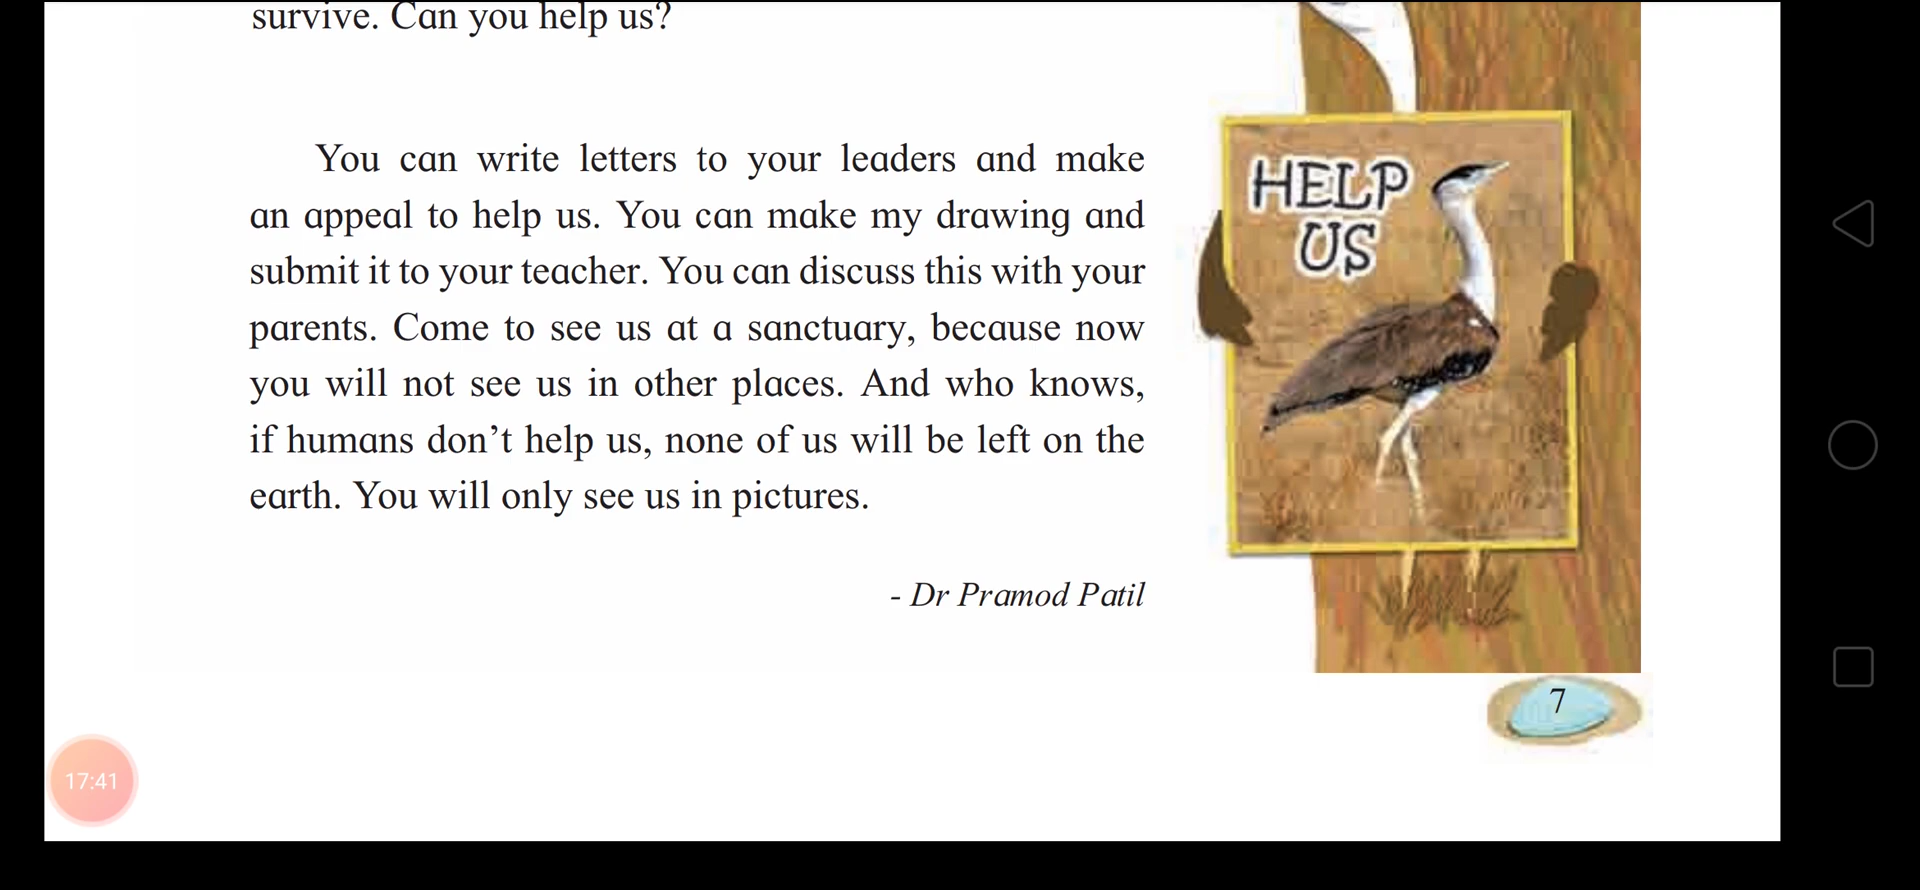 survive. Can you help us?
You can write letters to your leaders and make
an appeal to help us. You can make my drawing and
submit it to your teacher. You can discuss this with your
parents. Come to see us at a sanctuary, because now
you will not see us in other places. And who knows,
if humans don’t help us, none of us will be left on the
earth. You will only see us in pictures.
- Dr Pramod Patil
HELP
US
7
17:41